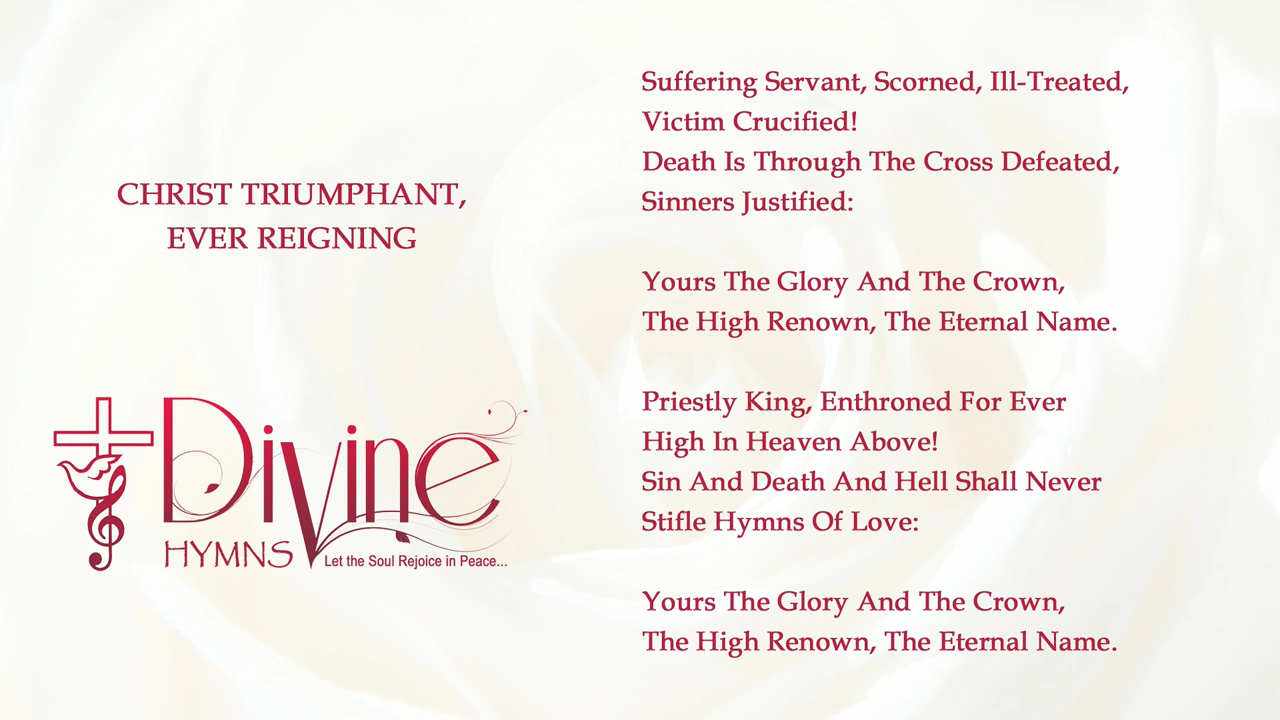 CHRIST TRIUMPHANT,
EVER REIGNING
Divine
HYMNS
Let the Soul Rejoice in Peace...
Suffering Servant, Scorned, Ill-Treated,
Victim Crucified!
Death Is Through The Cross Defeated,
Sinners Justified:
Yours The Glory And The Crown,
The High Renown, The Eternal Name.
Priestly King, Enthroned For Ever
High In Heaven Above!
Sin And Death And Hell Shall Never
Stifle Hymns Of Love:
Yours The Glory And The Crown,
The High Renown, The Eternal Name.